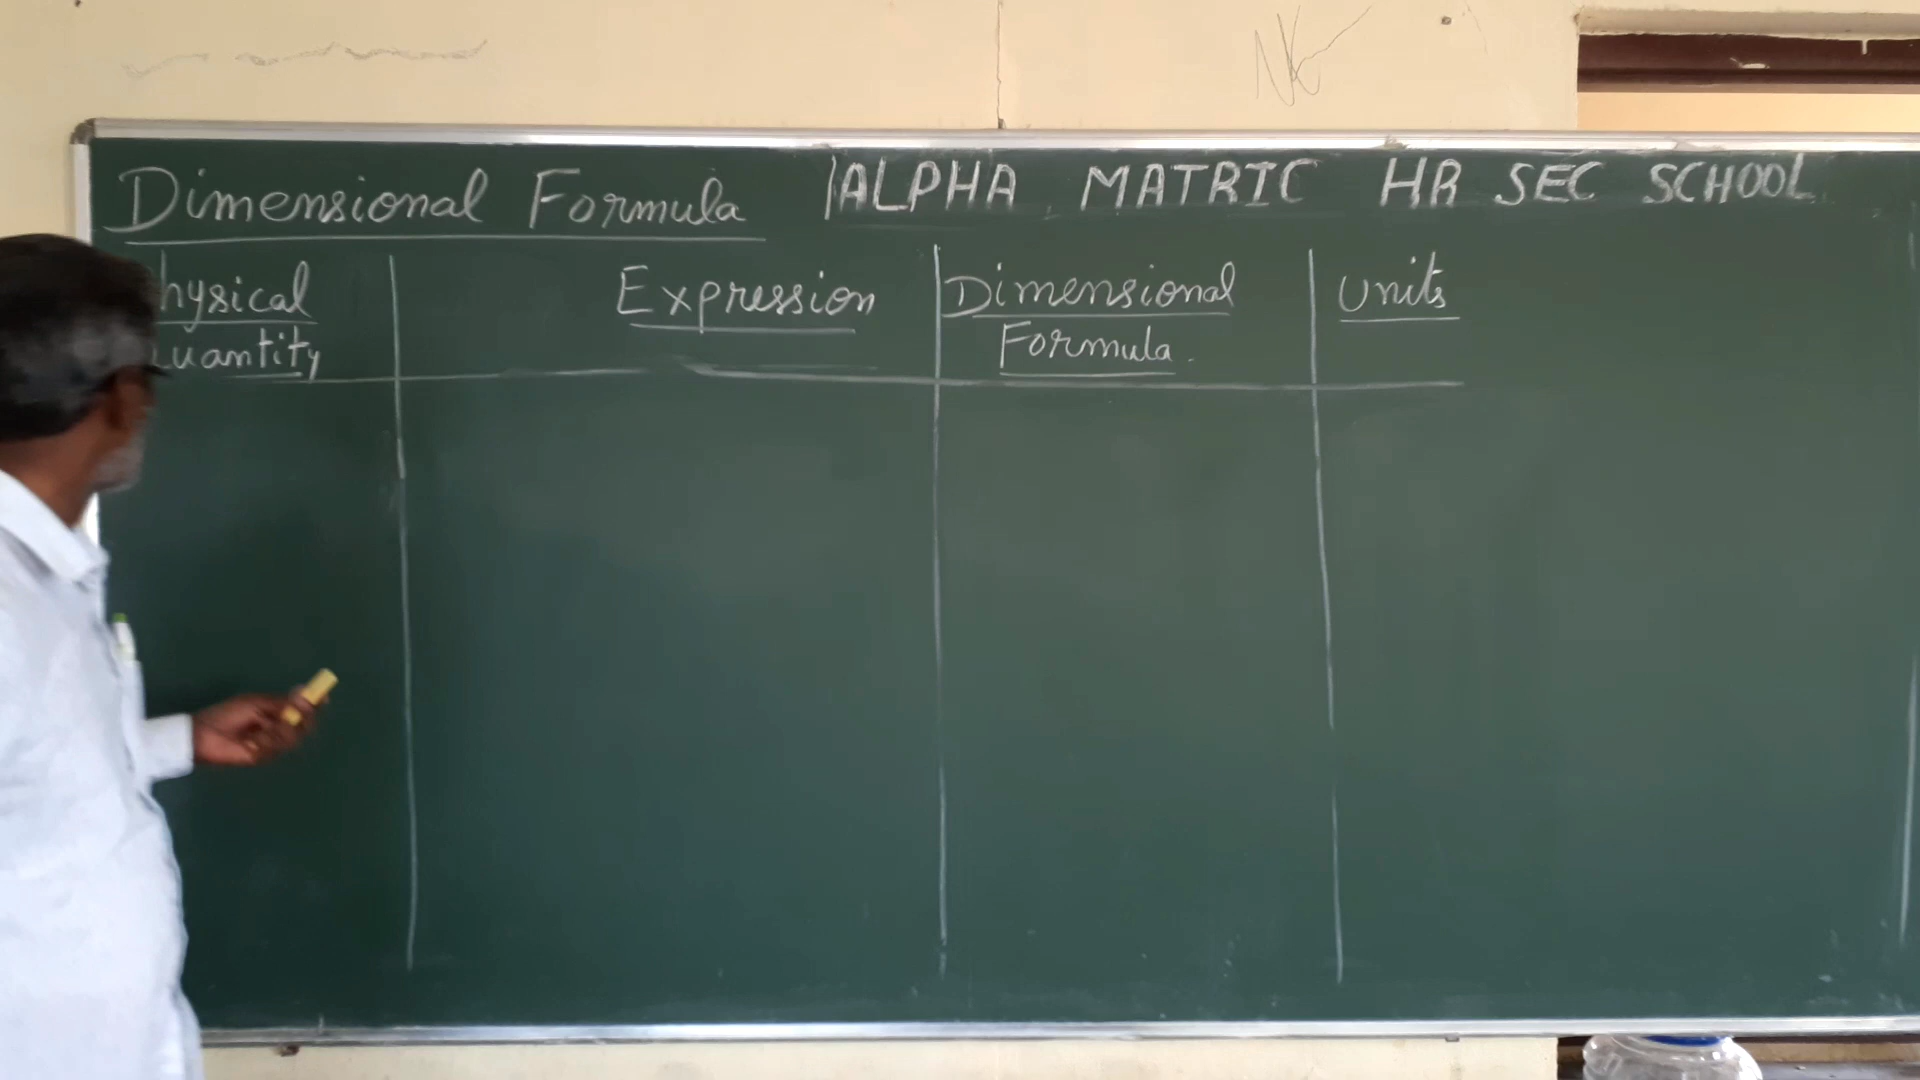 Dimensional Formula
ALPHA MATRIC HR SEC SCHOOL
hysical
uantity
Expression
Dimensional
Formula.
Units